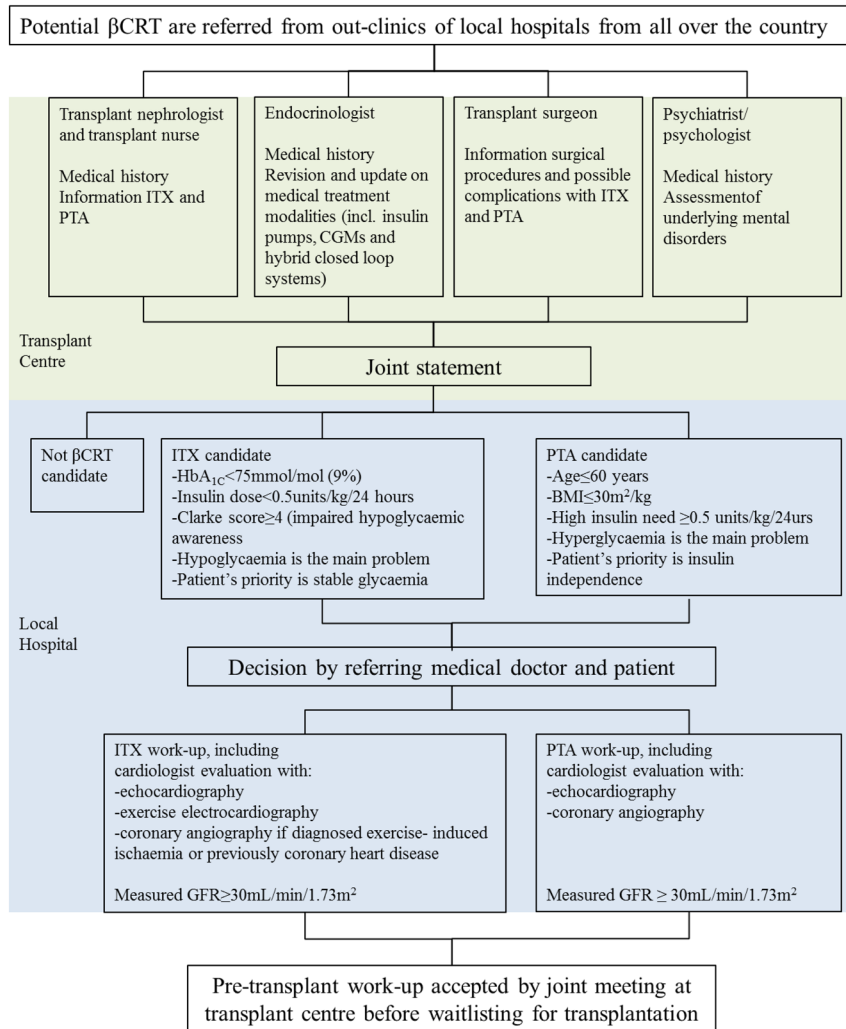 Potential βCRT are referred from out-clinics of local hospitals from all over the country
Transplant nephrologist
and transplant nurse
Medical history
Information ITX and
PTA
Endocrinologist
Medical history
Revision and update on
medical treatment
modalities (incl. insulin
pumps, CGMs and
hybrid closed loop
systems)
Transplant surgeon
Information surgical
procedures and possible
complications with ITX
and PTA
Psychiatrist/
psychologist
Medical history
Assessmentof
underlying mental
disorders
Transplant
Centre
Joint statement
Not βCRT
candidate
ITX candidate
-HbA1C<75mmol/mol (9%)
-Insulin dose<0.5units/kg/24 hours
-Clarke score≥4 (impaired hypoglycaemic
awareness
-Hypoglycaemia is the main problem
-Patient’s priority is stable glycaemia
PTA candidate
-Age≤60 years
-BMI≤30m²/kg
-High insulin need ≥0.5 units/kg/24urs
-Hyperglycaemia is the main problem
-Patient’s priority is insulin
independence
Local
Hospital
Decision by referring medical doctor and patient
ITX work-up, including
cardiologist evaluation with:
-echocardiography
-exercise electrocardiography
-coronary angiography if diagnosed exercise- induced
ischaemia or previously coronary heart disease
Measured GFR≥30mL/min/1.73m²
PTA work-up, including
cardiologist evaluation with:
-echocardiography
-coronary angiography
Measured GFR ≥ 30mL/min/1.73m²
Pre-transplant work-up accepted by joint meeting at
transplant centre before waitlisting for transplantation